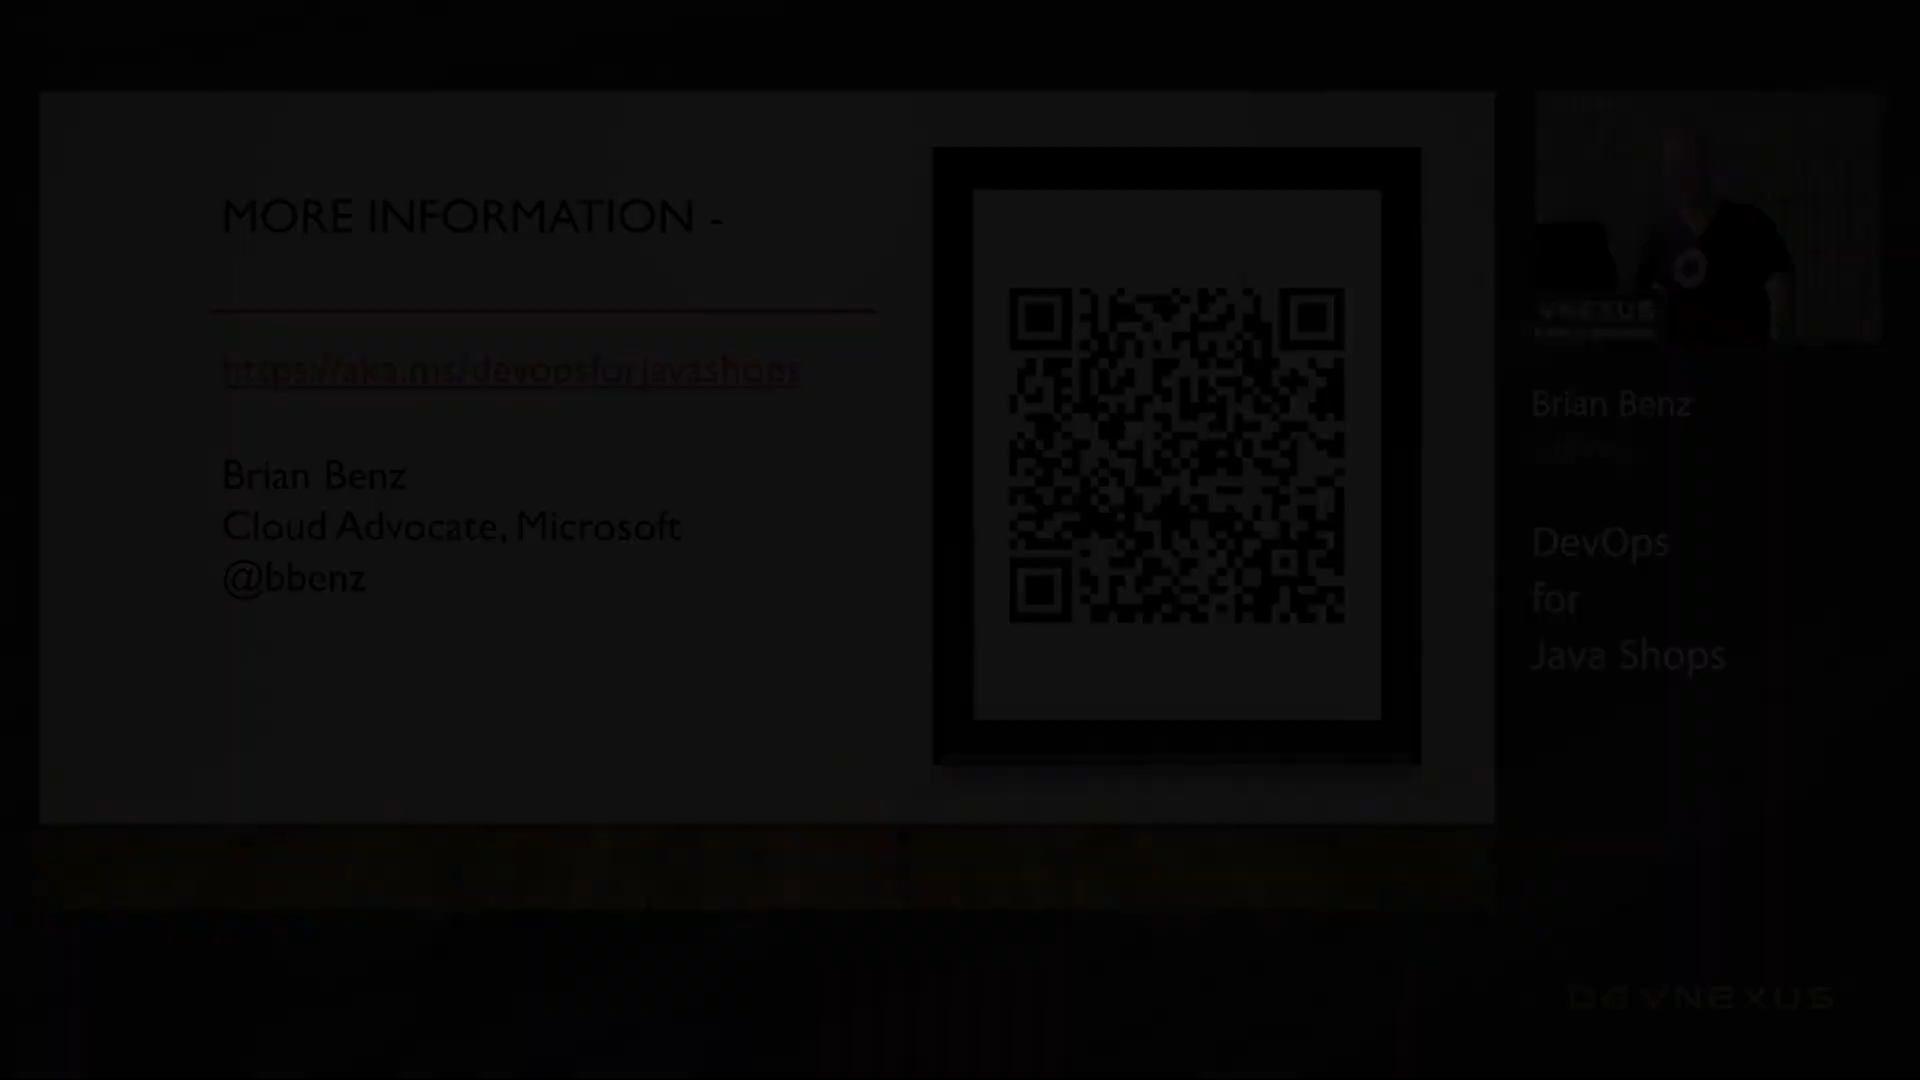 MORE INFORMATION -
https://aka.ms/devopsforjavashops
Brian Benz
Cloud Advocate, Microsoft
@bbenz
Brian Benz
DevOps
for
Java Shops
DEVNEXUS